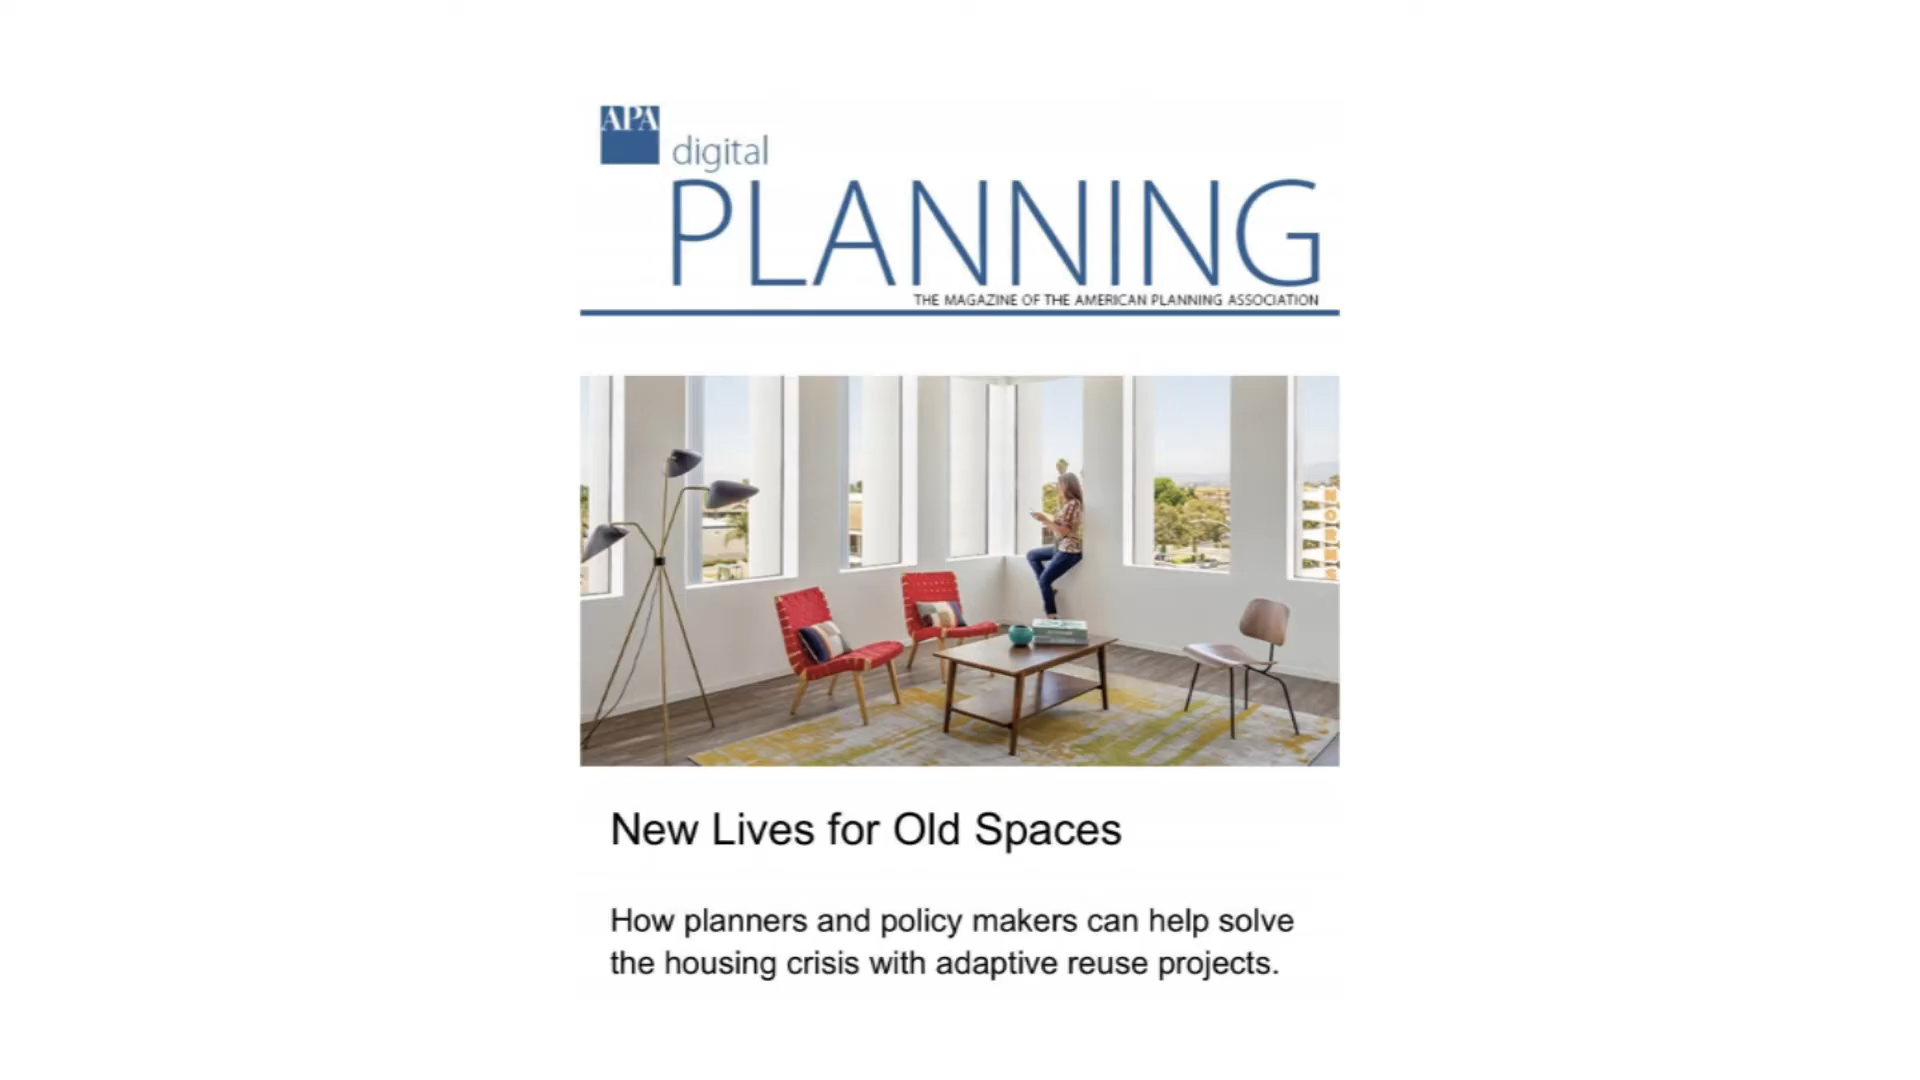 APA
digital
PLANNING
THE MAGAZINE OF THE AMERICAN PLANNING ASSOCIATION
NORMS
New Lives for Old Spaces
How planners and policy makers can help solve
the housing crisis with adaptive reuse projects.